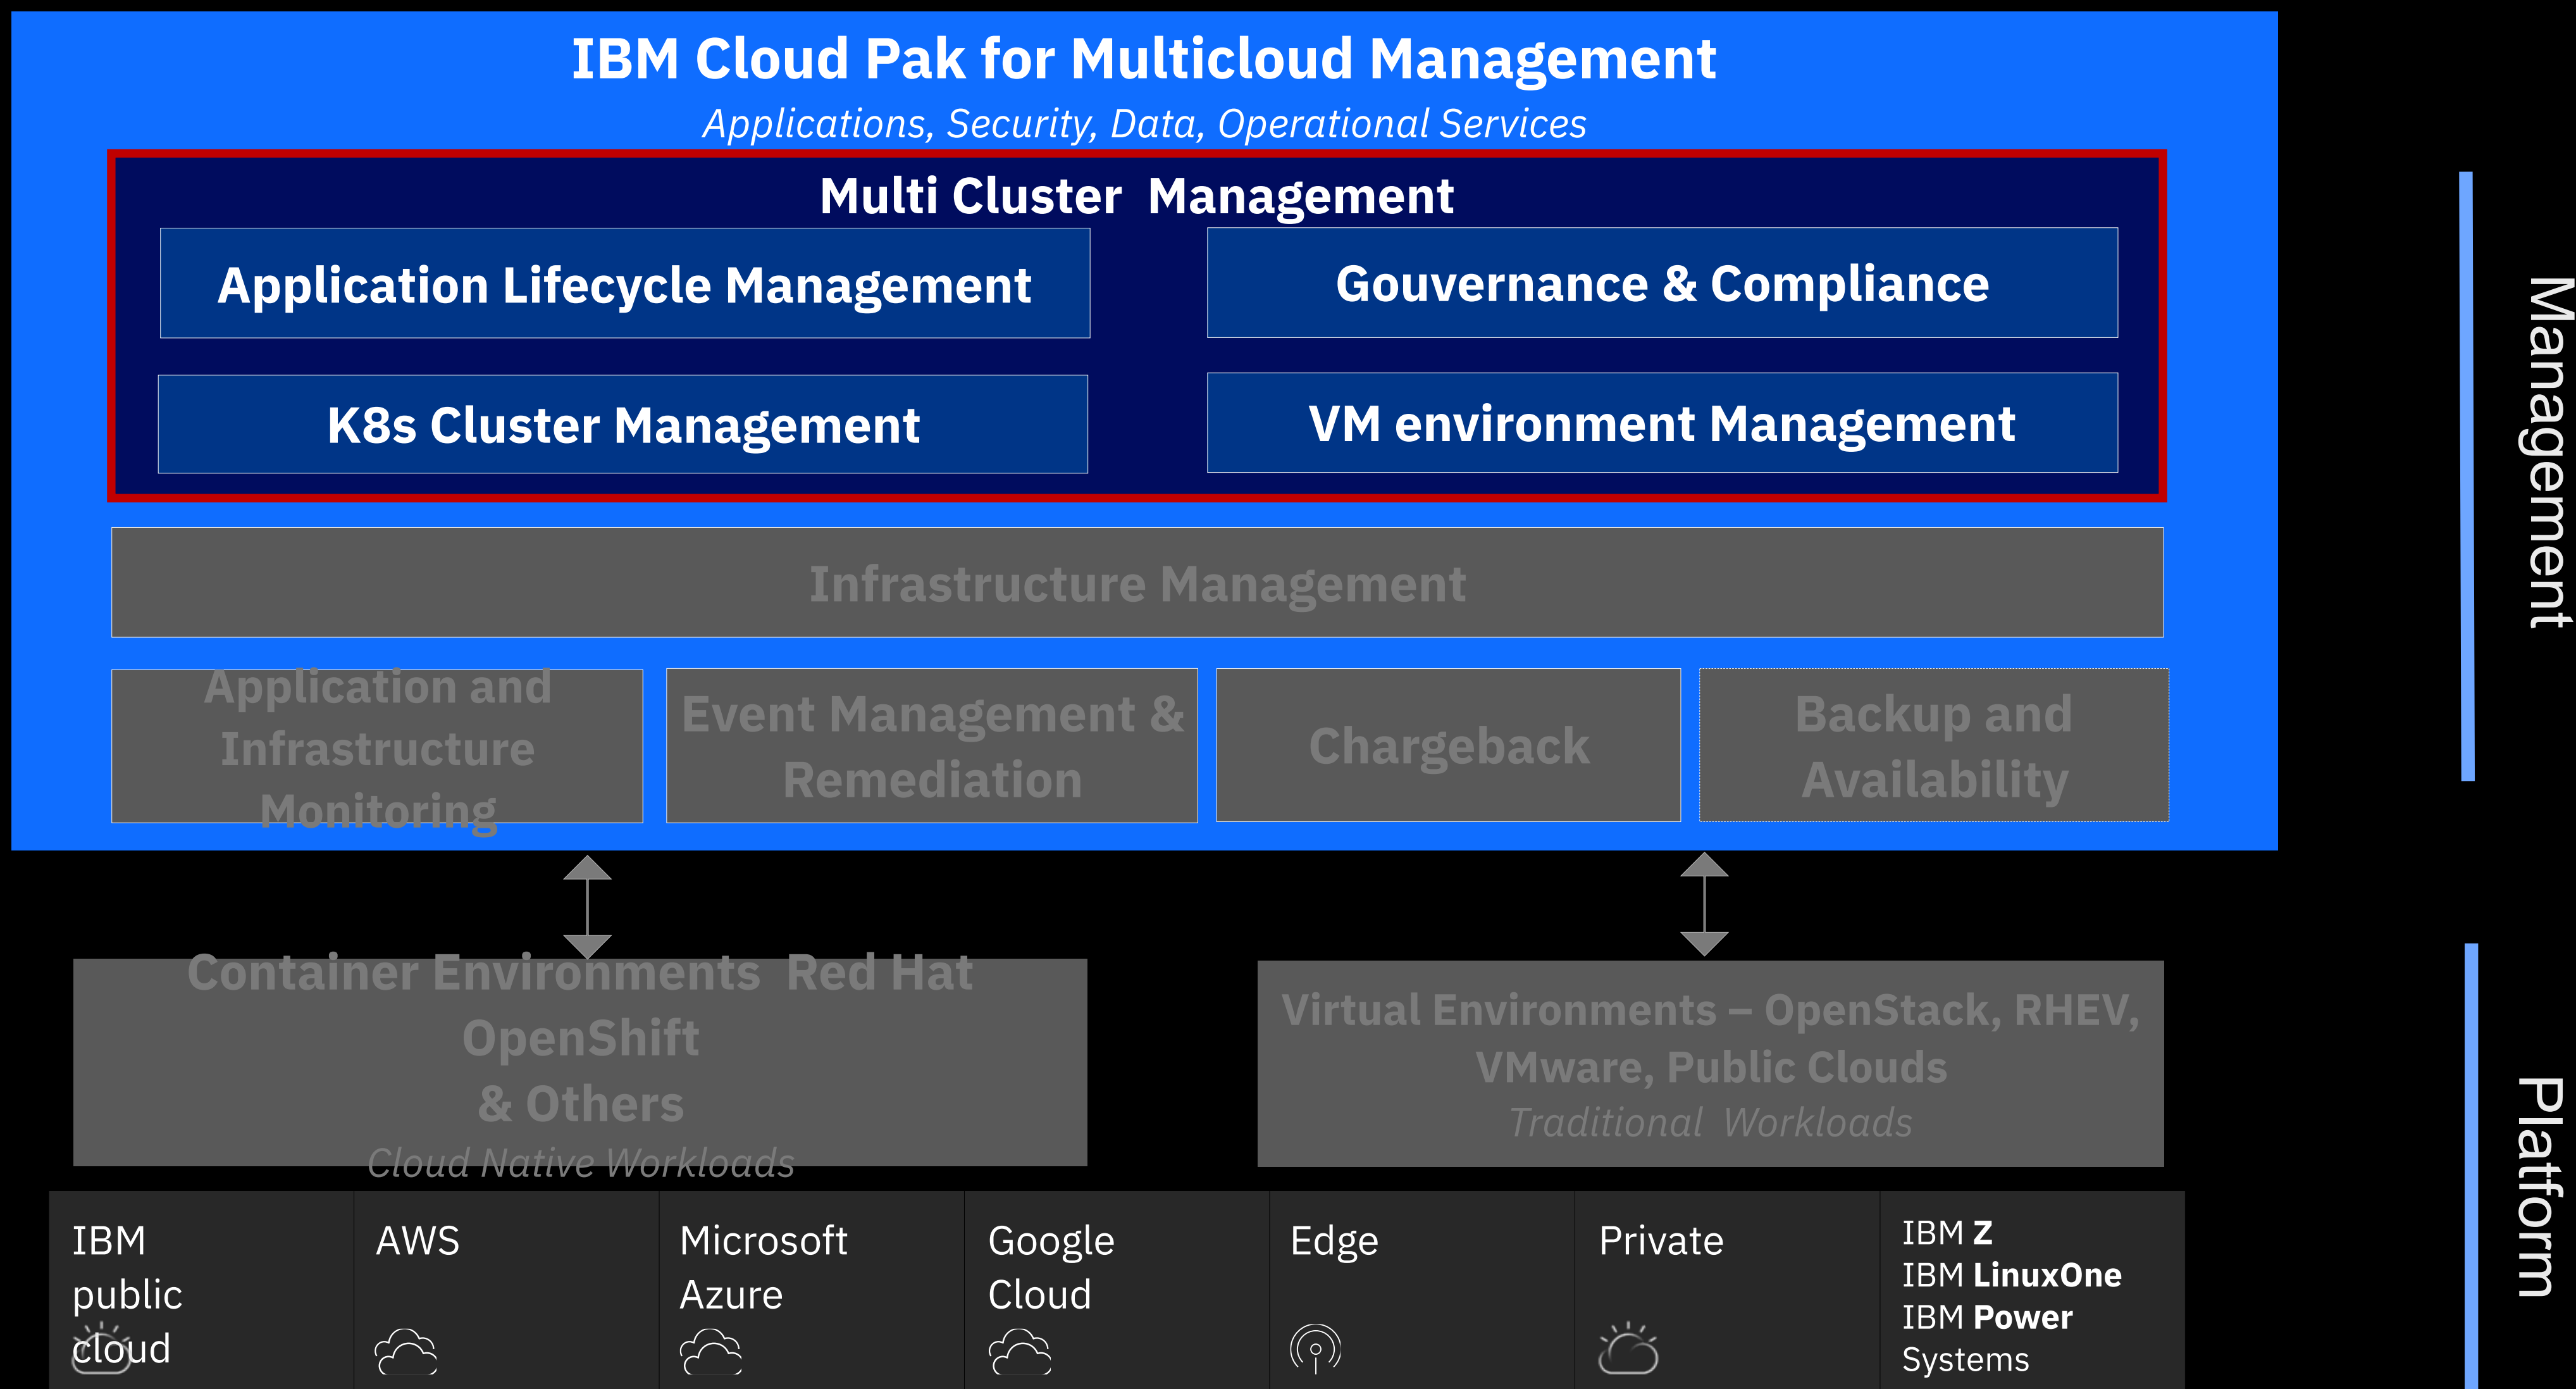 IBM Cloud Pak for Multicloud Management
Applications, Security, Data, Operational Services
Multi Cluster  Management
Application Lifecycle Management
Gouvernance & Compliance
K8s Cluster Management
VM environment Management
Infrastructure Management
Application and
Infrastructure
Monitoring
Event Management &
Remediation
Chargeback
Backup and
Availability
Management
Container Environments  Red Hat
OpenShift
& Others
Cloud Native Workloads
Virtual Environments – OpenStack, RHEV,
VMware, Public Clouds
Traditional  Workloads
IBM
public
cloud
AWS
Microsoft
Azure
Google
Cloud
Edge
Private
IBM Z
IBM LinuxOne
IBM Power
Systems
Platform